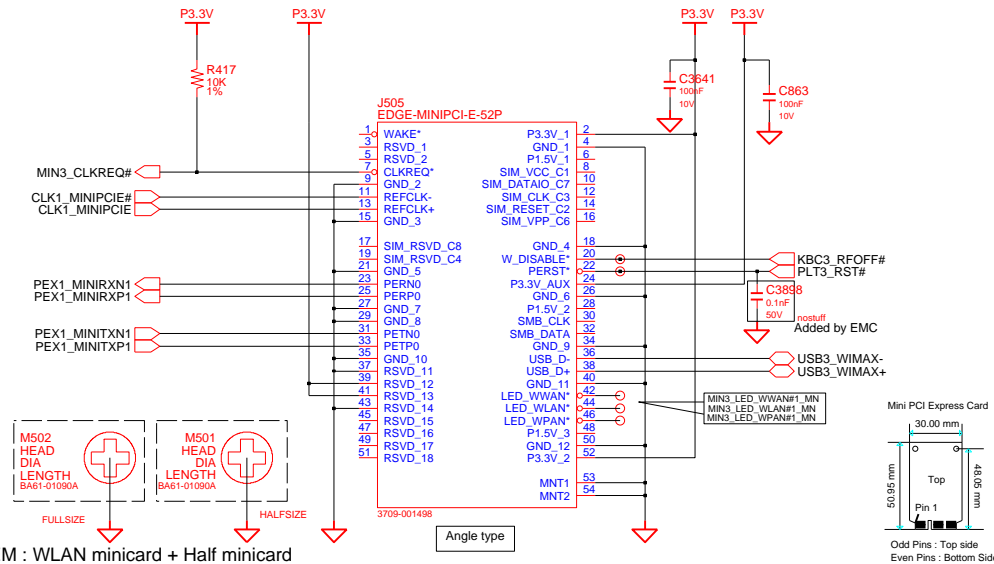 P3.3V
P3.3V
P3.3V
P3.3V
R417
10K
1%
C3641
100nF
10V
C863
100nF
10V
J505
EDGE-MINIPCI-E-52P
1 WAKE*
3 RSVD_1
5 RSVD_2
7 CLKREQ*
9 GND_2
11 REFCLK-
13 REFCLK+
15 GND_3
17 SIM_RSVD_C8
19 SIM_RSVD_C4
21 GND_5
23 PERN0
25 PERP0
27 GND_7
29 GND_8
31 PETN0
33 PETP0
35 GND_10
37 RSVD_11
39 RSVD_12
41 RSVD_13
43 RSVD_14
45 RSVD_15
47 RSVD_16
49 RSVD_17
51 RSVD_18
P3.3V_1 2
GND_1 4
P1.5V_1 6
SIM_VCC_C1 8
SIM_DATAIO_C7 10
SIM_CLK_C3 12
SIM_RESET_C2 14
SIM_VPP_C6 16
GND_4 18
W_DISABLE* 20
PERST* 22
P3.3V_AUX 24
GND_6 26
P1.5V_2 28
SMB_CLK 30
SMB_DATA 32
GND_9 34
USB_D- 36
USB_D+ 38
GND_11 40
LED_WWAN* 42
LED_WLAN* 44
LED_WPAN* 46
P1.5V_3 48
GND_12 50
P3.3V_2 52
MNT1 53
MNT2 54
3709-001498
MIN3_CLKREQ#
CLK1_MINIPCIE#
CLK1_MINIPCIE
PEX1_MINIRXN1
PEX1_MINIRXP1
PEX1_MINITXN1
PEX1_MINITXP1
KBC3_RFOFF#
PLT3_RST#
C3898
0.1nF
50V
nostuff
Added by EMC
USB3_WIMAX-
USB3_WIMAX+
MIN3_LED_WWAN#1_MN
MIN3_LED_WLAN#1_MN
MIN3_LED_WPAN#1_MN
M502
HEAD
DIA
LENGTH
BA61-01090A
FULLSIZE
M501
HEAD
DIA
LENGTH
BA61-01090A
HALFSIZE
Angle type
Mini PCI Express Card
30.00 mm
50.95 mm
48.05 mm
Top
Pin 1
Odd Pins : Top side
Even Pins : Bottom Side
M : WLAN minicard + Half minicard